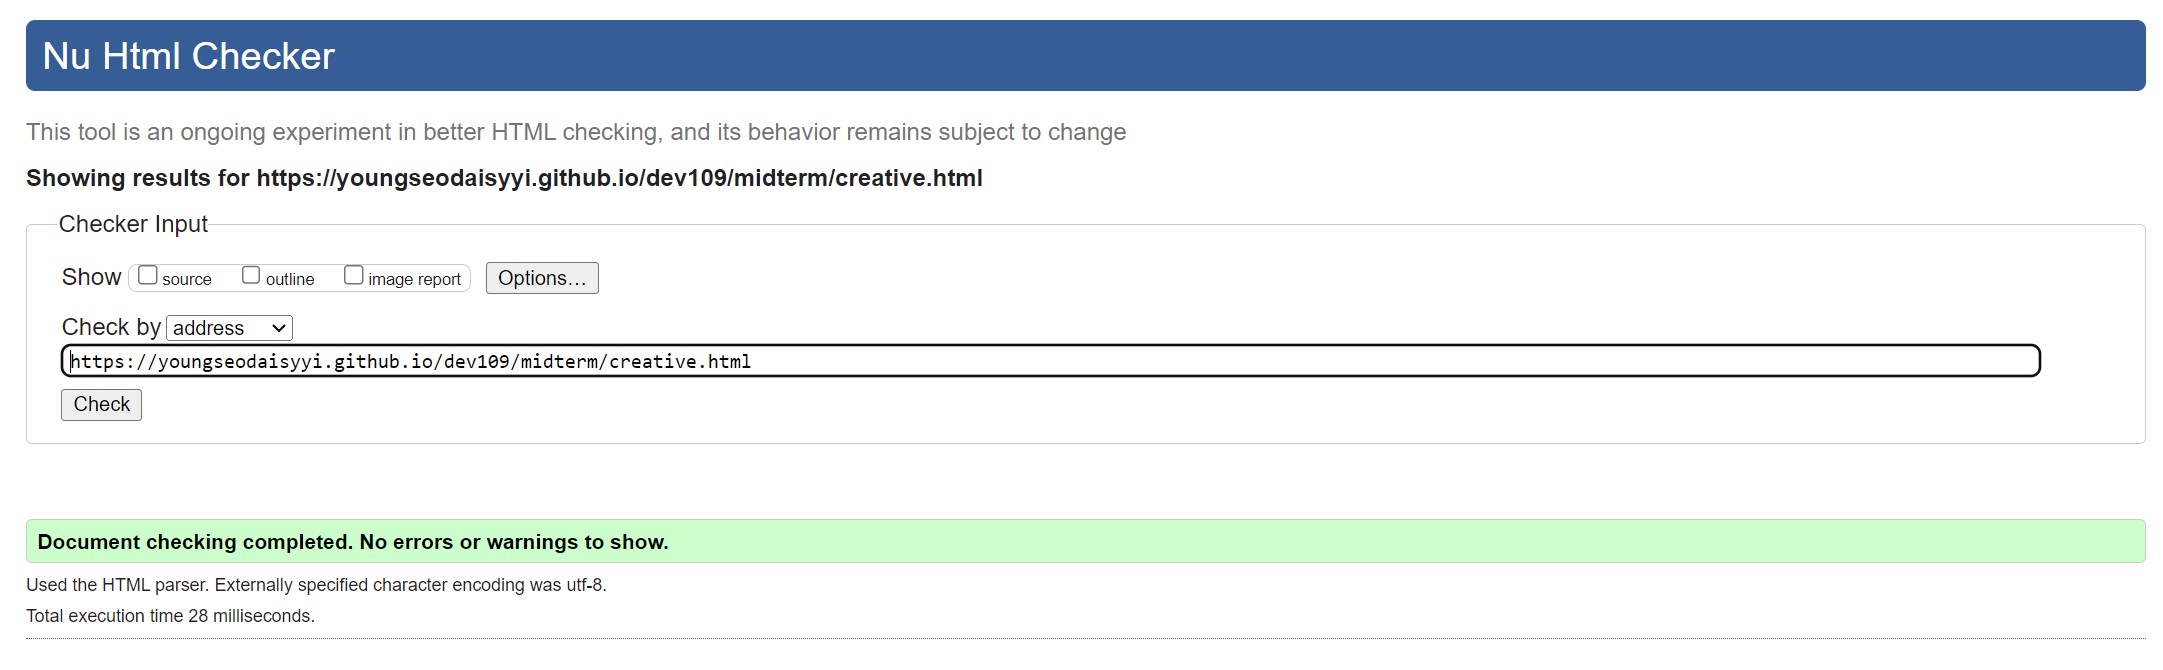 Nu Html Checker
This tool is an ongoing experiment in better HTML checking, and its behavior remains subject to change
Showing results for https://youngseodaisyyi.github.io/dev109/midterm/creative.html
Checker Input
Show source outline image report Options...
Check by address
https://youngseodaisyyi.github.io/dev109/midterm/creative.html
Check
Document checking completed. No errors or warnings to show.
Used the HTML parser. Externally specified character encoding was utf-8.
Total execution time 28 milliseconds.